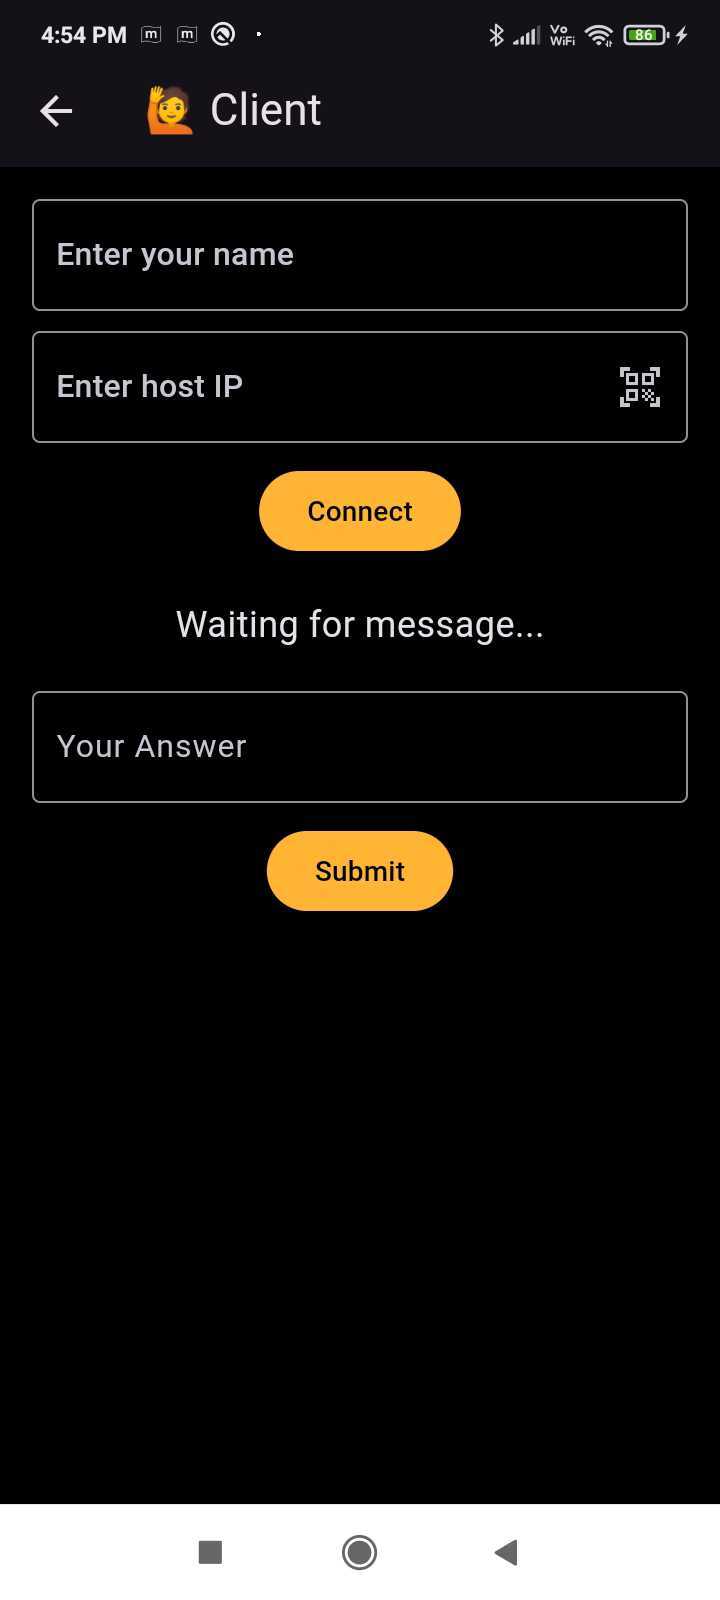 4:54 PM m m Vo WiFi 86
🙋 Client
Enter your name
Enter host IP
Connect
Waiting for message...
Your Answer
Submit